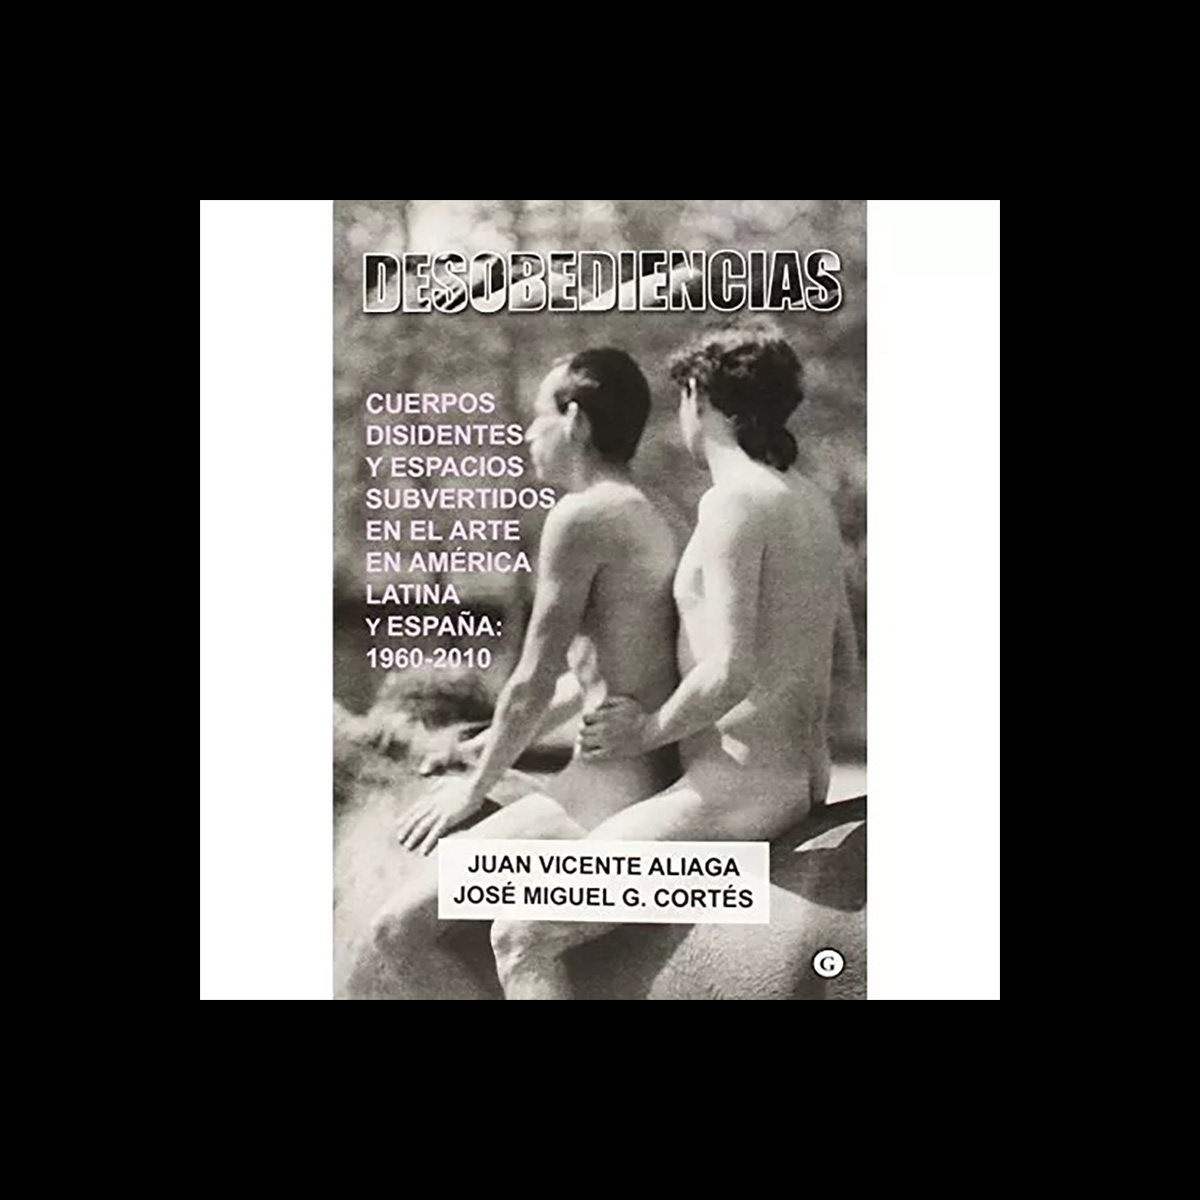 DESOBEDIENCIAS
CUERPOS
DISIDENTES
Y ESPACIOS
SUBVERTIDOS
EN EL ARTE
EN AMÉRICA
LATINA
Y ESPAÑA:
1960-2010
JUAN VICENTE ALIAGA
JOSÉ MIGUEL G. CORTÉS
G